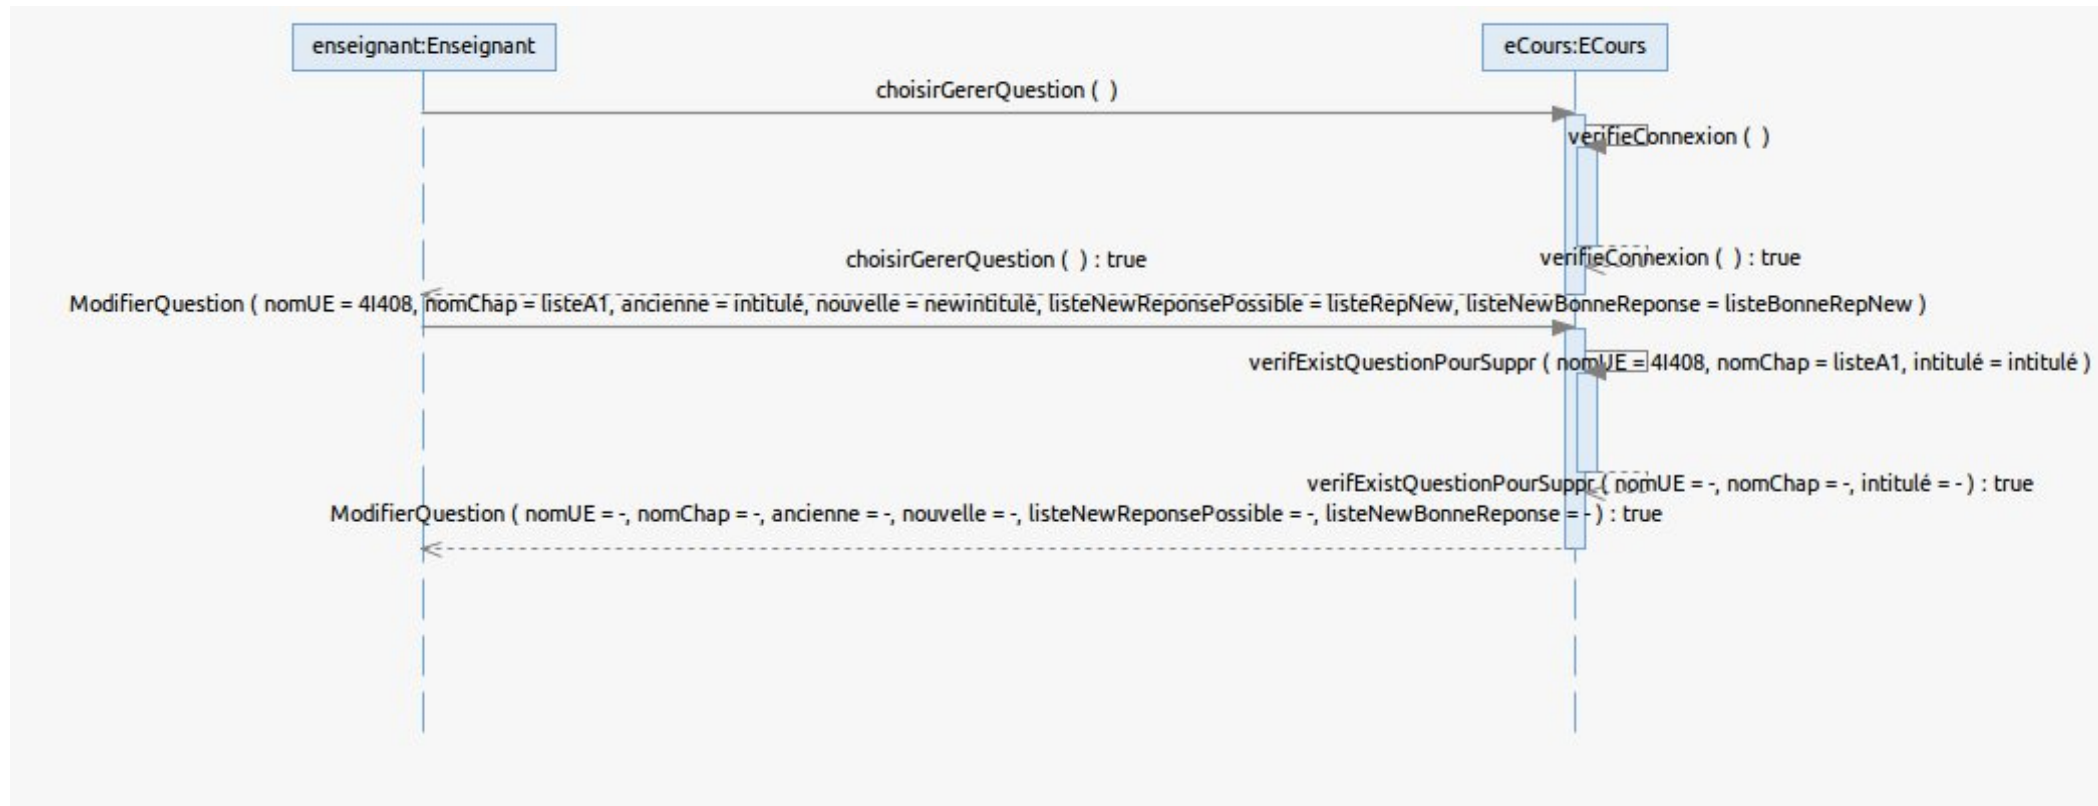 enseignant:Enseignant
eCours:ECours
choisirGererQuestion ( )
verifieConnexion ( )
choisirGererQuestion ( ) : true
verifieConnexion ( ) : true
ModifierQuestion ( nomUE = 4I408, nomChap = listeA1, ancienne = intitulé, nouvelle = newintitulè, listeNewReponsePossible = listeRepNew, listeNewBonneReponse = listeBonneRepNew )
verifExistQuestionPourSuppr ( nomUE = 4I408, nomChap = listeA1, intitulé = intitulé )
verifExistQuestionPourSuppr ( nomUE = -, nomChap = -, intitulé = - ) : true
ModifierQuestion ( nomUE = -, nomChap = -, ancienne = -, nouvelle = -, listeNewReponsePossible = -, listeNewBonneReponse = - ) : true